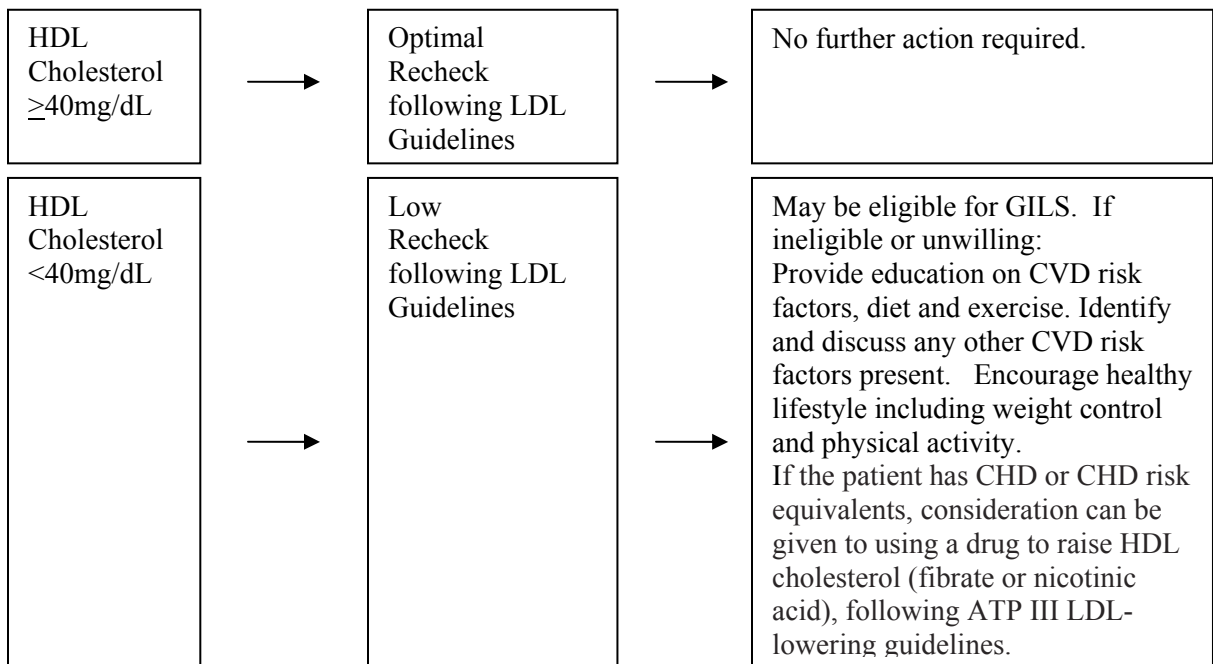 HDL
Cholesterol
≥40mg/dL
Optimal
Recheck
following LDL
Guidelines
No further action required.
HDL
Cholesterol
<40mg/dL
Low
Recheck
following LDL
Guidelines
May be eligible for GILS.  If
ineligible or unwilling:
Provide education on CVD risk
factors, diet and exercise. Identify
and discuss any other CVD risk
factors present.   Encourage healthy
lifestyle including weight control
and physical activity.
If the patient has CHD or CHD risk
equivalents, consideration can be
given to using a drug to raise HDL
cholesterol (fibrate or nicotinic
acid), following ATP III LDL-
lowering guidelines.